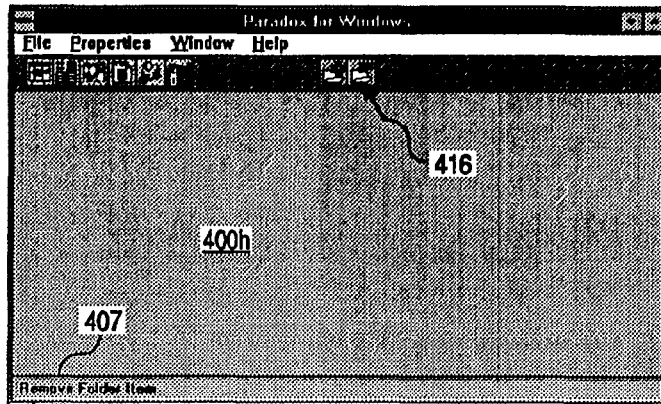 Paradox for Windows
File Properties Window Help
416
400h
407
Remove Folder Item